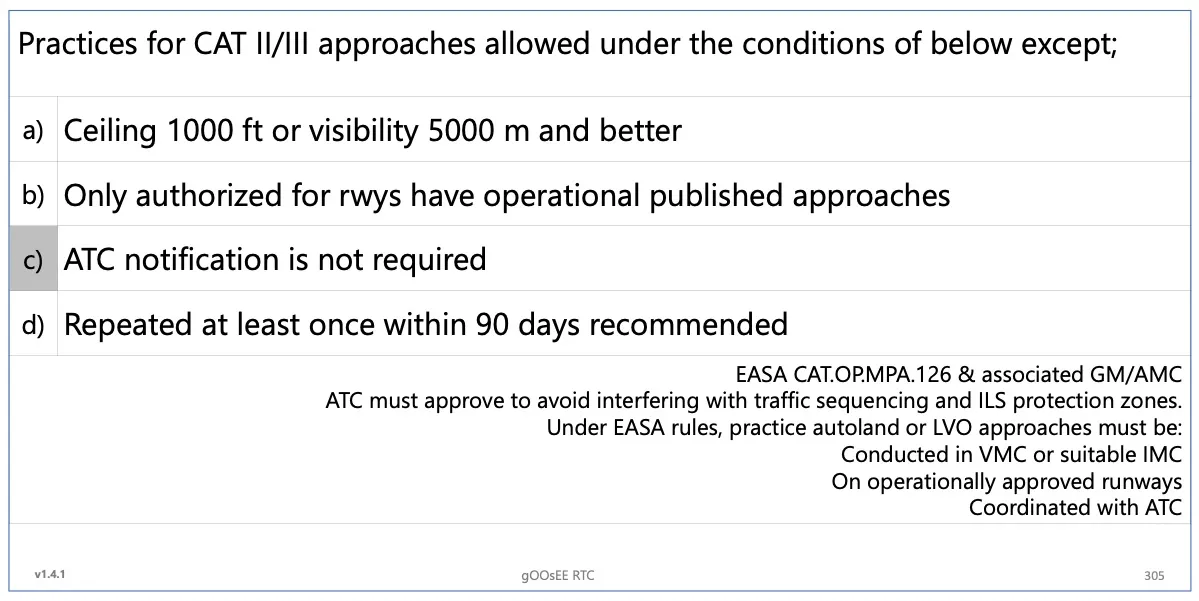 Practices for CAT II/III approaches allowed under the conditions of below except;
a) Ceiling 1000 ft or visibility 5000 m and better
b) Only authorized for rwys have operational published approaches
c) ATC notification is not required
d) Repeated at least once within 90 days recommended
EASA CAT.OP.MPA.126 & associated GM/AMC
ATC must approve to avoid interfering with traffic sequencing and ILS protection zones.
Under EASA rules, practice autoland or LVO approaches must be:
Conducted in VMC or suitable IMC
On operationally approved runways
Coordinated with ATC
v1.4.1 gOOsEE RTC 305